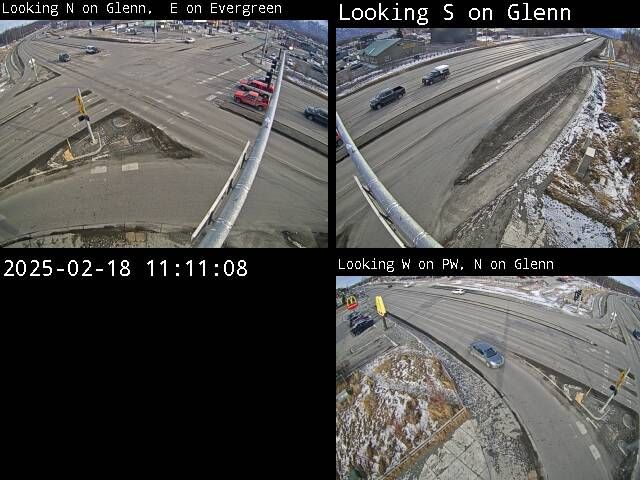 Looking N on Glenn, E on Evergreen
Looking S on Glenn
2025-02-18 11:11:08
Looking W on PW, N on Glenn